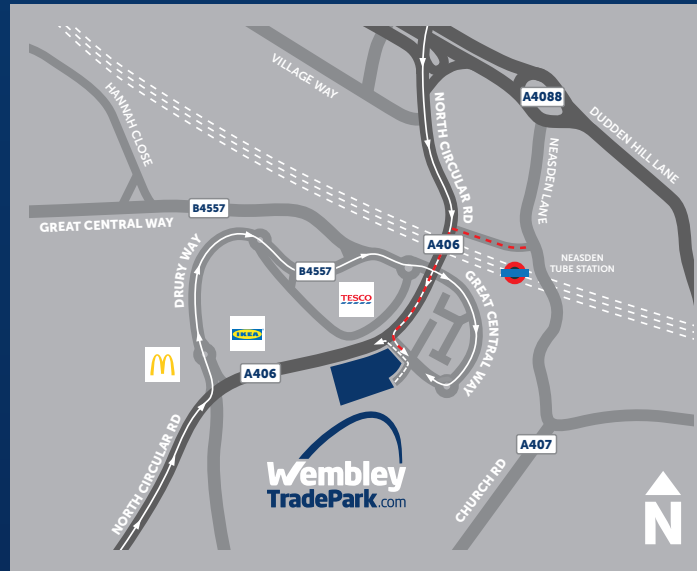 VILLAGE WAY
HANNAH CLOSE
NORTH CIRCULAR RD
A4088
DUDDEN HILL LANE
NEASDEN LANE
B4557
GREAT CENTRAL WAY
A406
NEASDEN
TUBE STATION
DRURY WAY
B4557
GREAT CENTRAL WAY
TESCO
IKEA
A406
NORTH CIRCULAR RD
A407
CHURCH RD
Wembley
TradePark.com
N